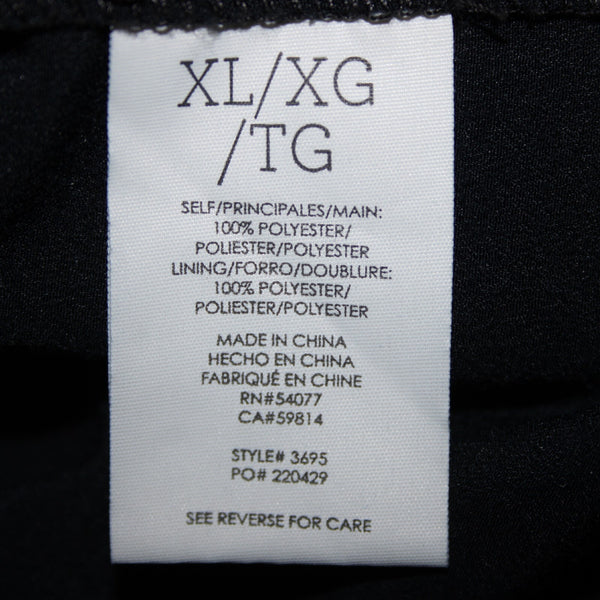 XL/XG
/TG
SELF/PRINCIPALES/MAIN:
100% POLYESTER/
POLIESTER/POLYESTER
LINING/FORRO/DOUBLURE:
100% POLYESTER/
POLIESTER/POLYESTER
MADE IN CHINA
HECHO EN CHINA
FABRIQUÉ EN CHINE
RN#54077
CA#59814
STYLE# 3695
PO# 220429
SEE REVERSE FOR CARE